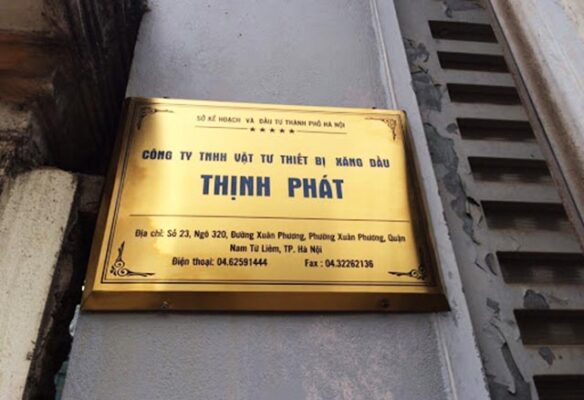 SỞ KẾ HOẠCH VÀ ĐẦU TƯ THÀNH PHỐ HÀ NỘI
★★★★★
CÔNG TY TNHH VẬT TƯ THIẾT BỊ XĂNG DẦU
THỊNH PHÁT
Địa chỉ: Số 23, Ngõ 320, Đường Xuân Phương, Phường Xuân Phương, Quận
Nam Từ Liêm, TP. Hà Nội
Điện thoại: 04.62591444 Fax : 04.32262136